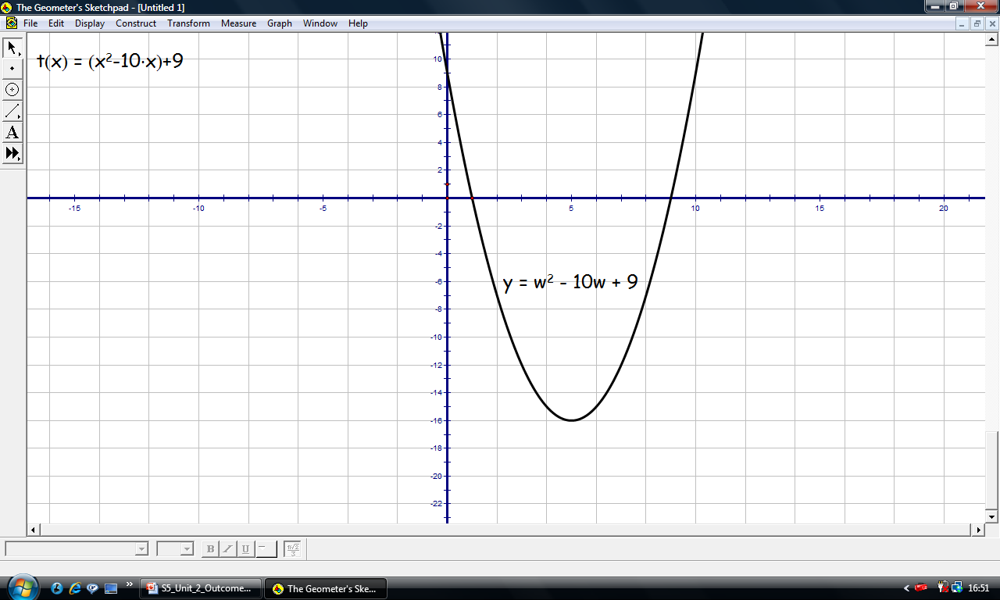 The Geometer's Sketchpad - [Untitled 1]
File Edit Display Construct Transform Measure Graph Window Help
t(x) = (x²-10·x)+9
A
10
8
6
4
2
-15 -10 -5 5 10 15 20
-2
-4
-6
y = w² - 10w + 9
-8
-10
-12
-14
-16
-18
-20
-22
B I U
S5_Unit_2_Outcome... The Geometer's Ske... 16:51